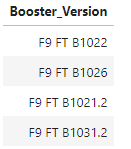 Booster_Version
F9 FT B1022
F9 FT B1026
F9 FT B1021.2
F9 FT B1031.2